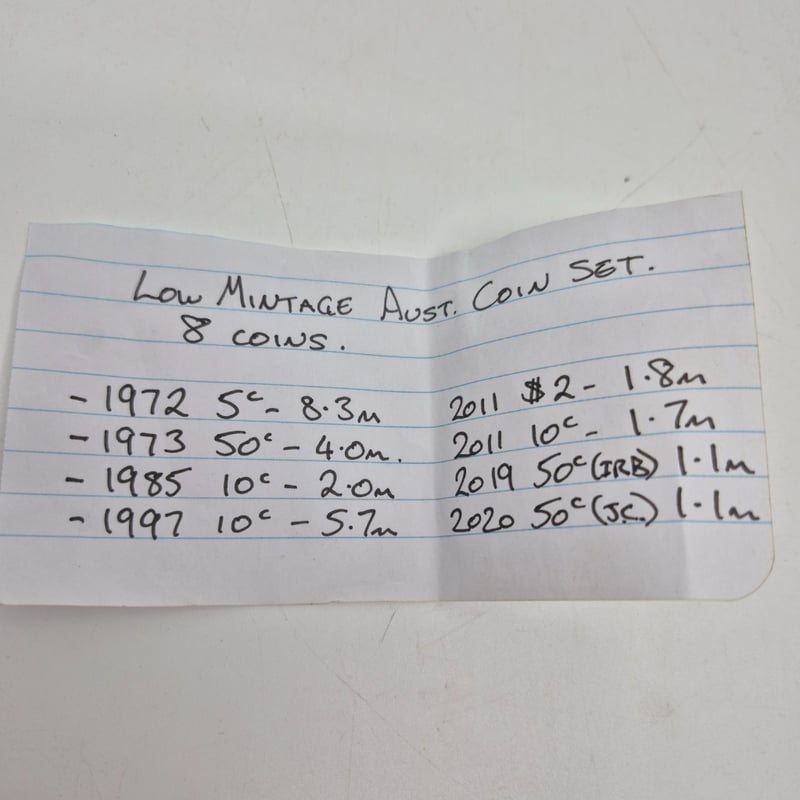 LOW MINTAGE AUST. COIN SET.
8 COINS.
- 1972 5c - 8.3m
- 1973 50c - 4.0m.
- 1985 10c - 2.0m
- 1997 10c - 5.7m
2011 $2 - 1.8m
2011 10c - 1.7m
2019 50c (IRB) 1.1m
2020 50c (JC.) 1.1m